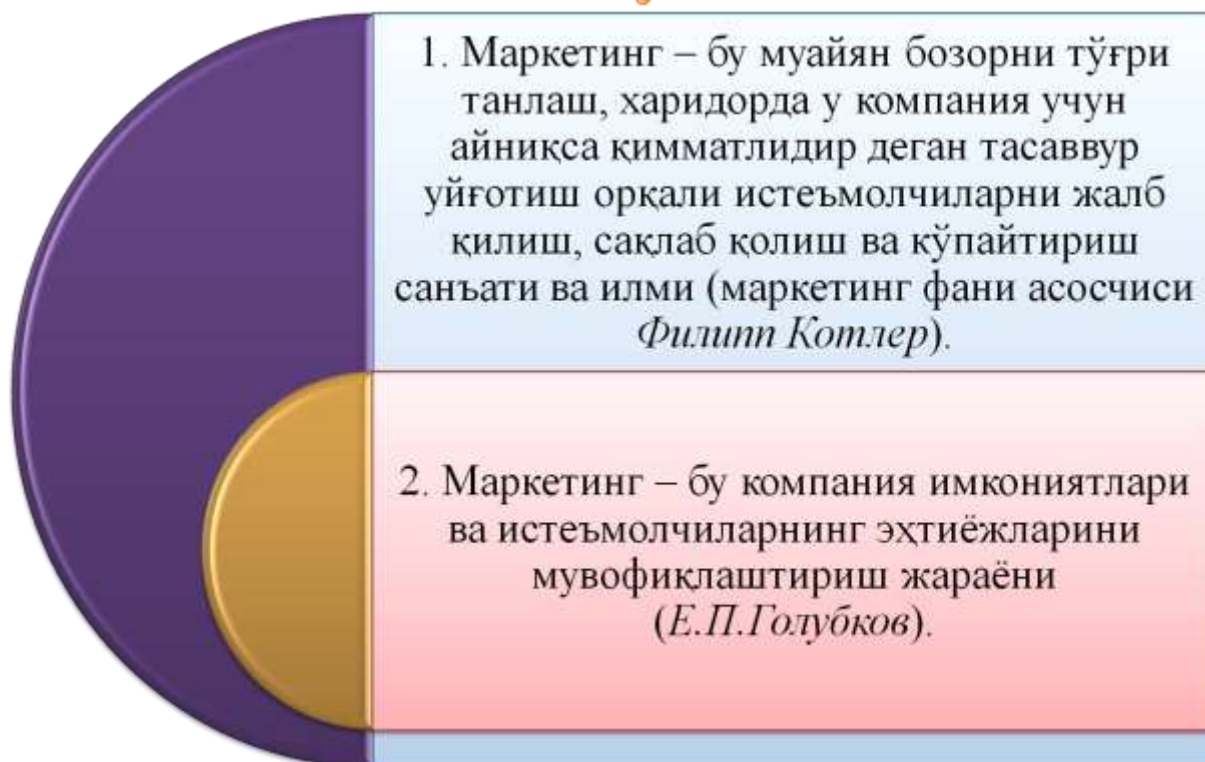 1. Маркетинг – бу муайян бозорни тўғри
танлаш, харидорда у компания учун
айниқса қимматлидир деган тасаввур
уйғотиш орқали истеъмолчиларни жалб
қилиш, сақлаб қолиш ва кўпайтириш
санъати ва илми (маркетинг фани асосчиси
Филипп Котлер).
2. Маркетинг – бу компания имкониятлари
ва истеъмолчиларнинг эҳтиёжларини
мувофиқлаштириш жараёни
(Е.П.Голубков).